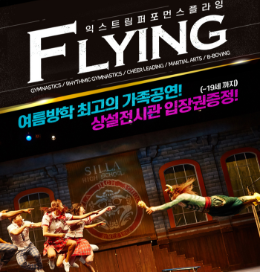 익스트림퍼포먼스플라잉
FLYING
GYMNASTICS / RHYTHMIC GYMNASTICS / CHEER LEADING / MARTIAL ARTS / B-BOYING
여름방학 최고의 가족공연! (~19세 까지)
상설전시관 입장권증정!
SILLA